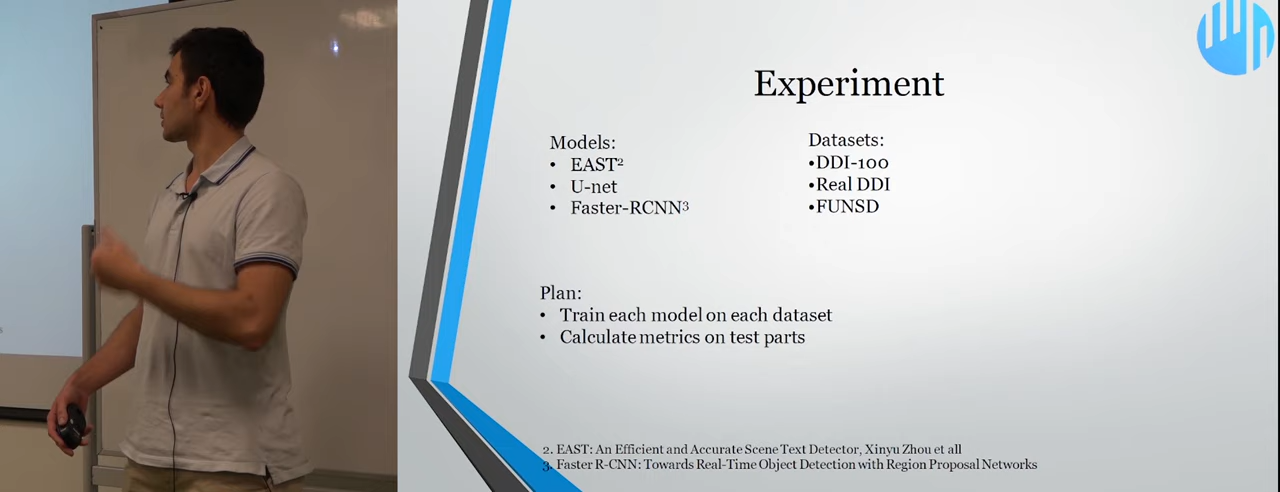 Experiment
Models:
• EAST²
• U-net
• Faster-RCNN³
Datasets:
•DDI-100
•Real DDI
•FUNSD
Plan:
• Train each model on each dataset
• Calculate metrics on test parts
2. EAST: An Efficient and Accurate Scene Text Detector, Xinyu Zhou et all
3. Faster R-CNN: Towards Real-Time Object Detection with Region Proposal Networks